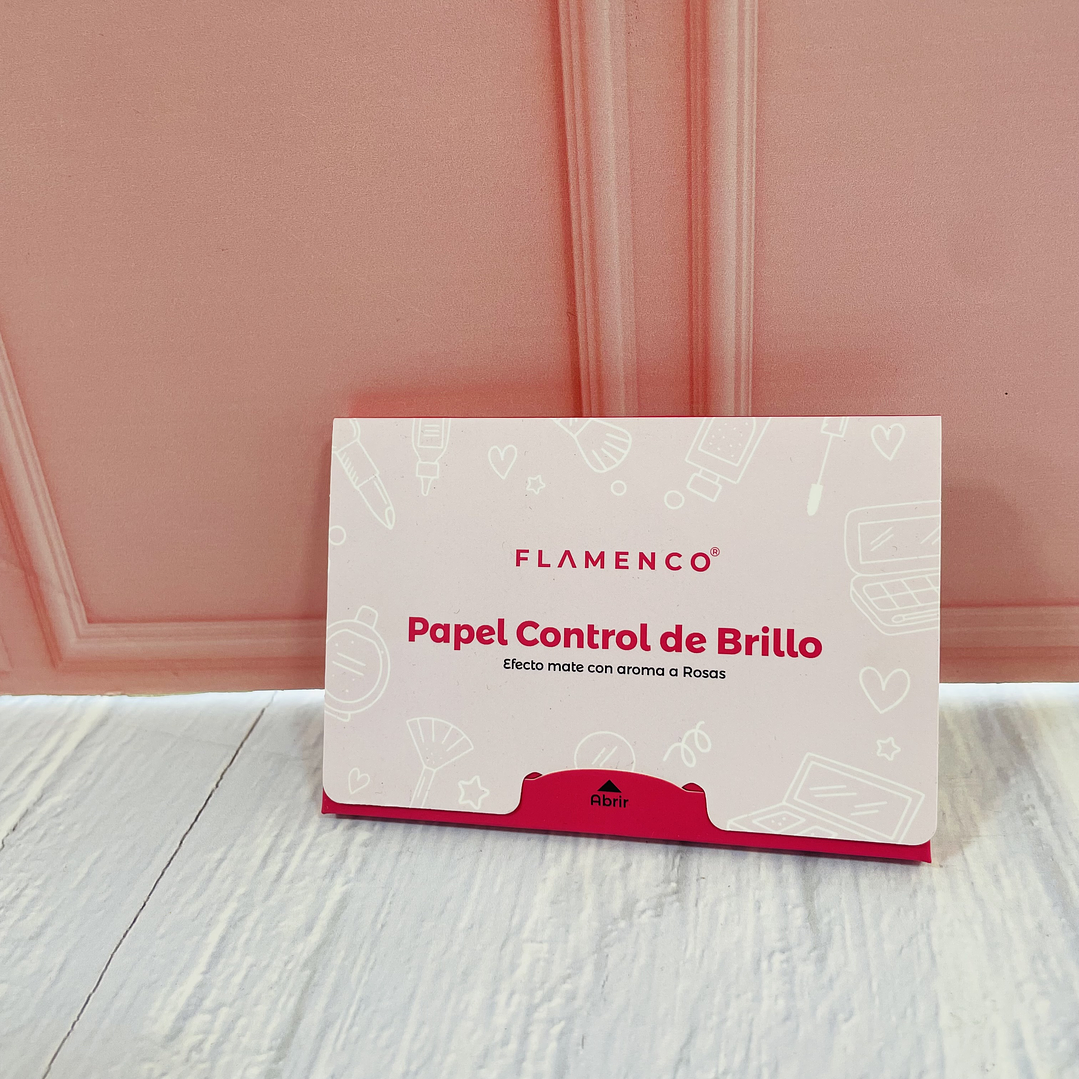 FLAMENCO®
Papel Control de Brillo
Efecto mate con aroma a Rosas
Abrir